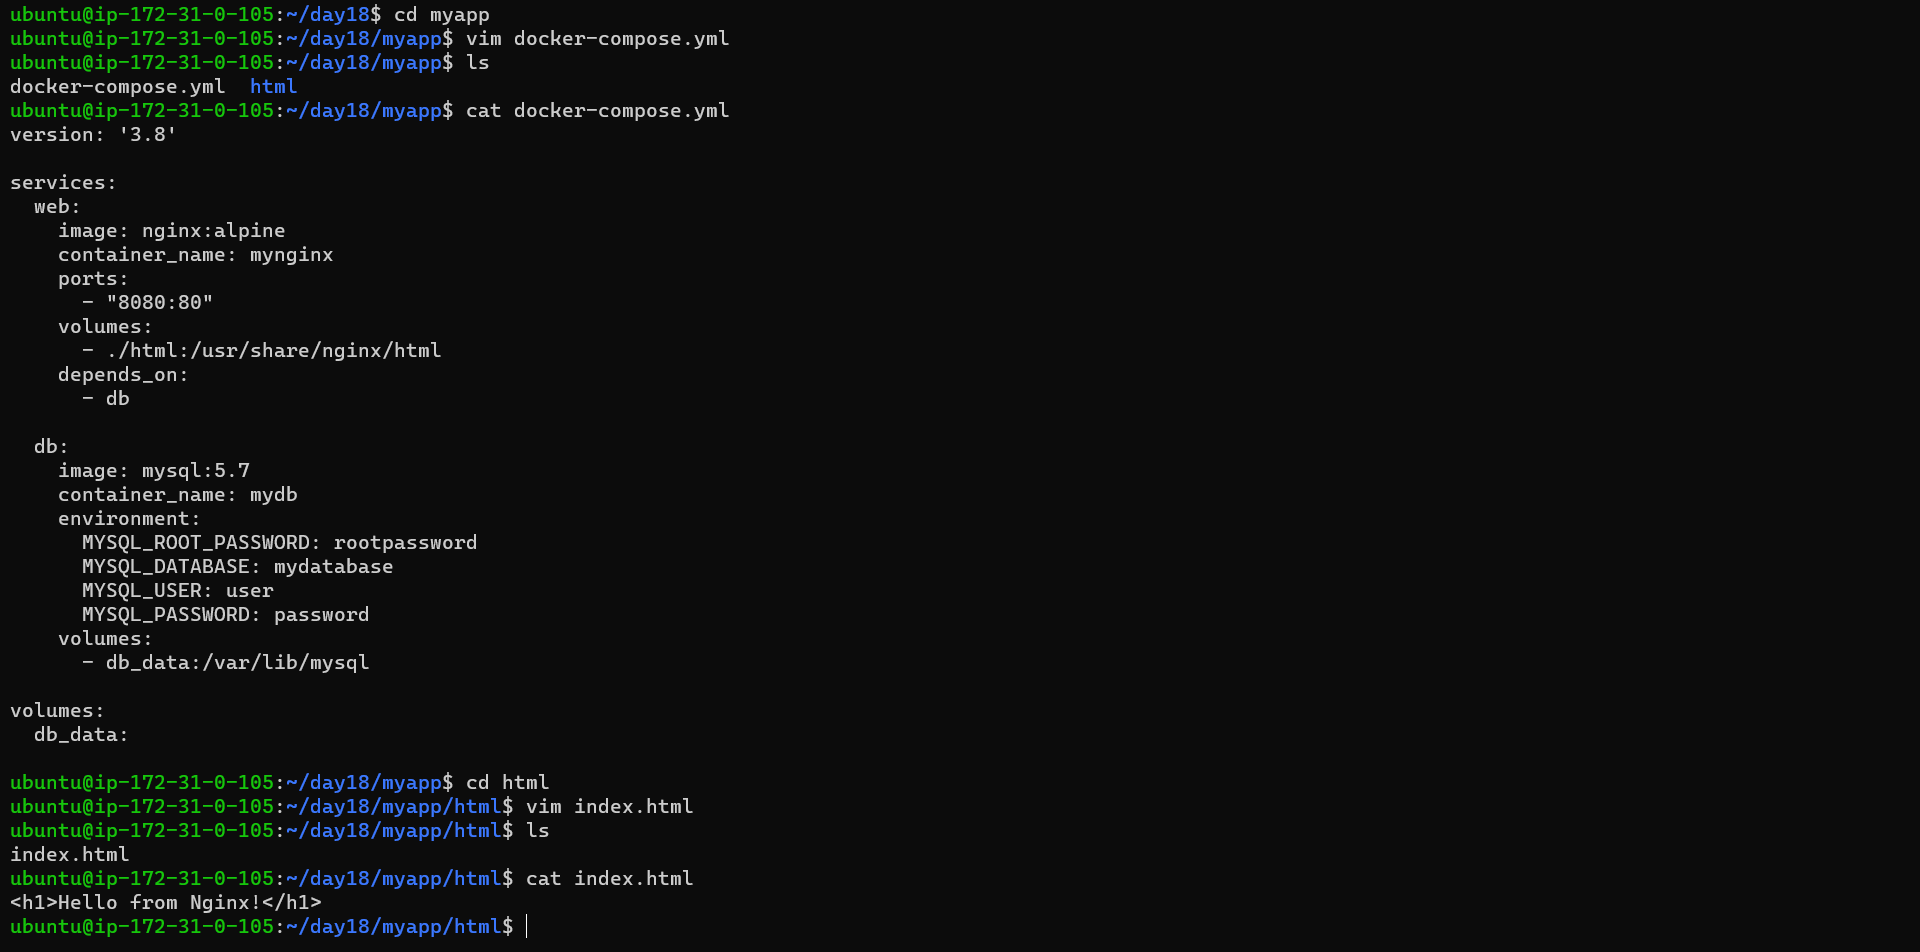 ubuntu@ip-172-31-0-105:~/day18$ cd myapp
ubuntu@ip-172-31-0-105:~/day18/myapp$ vim docker-compose.yml
ubuntu@ip-172-31-0-105:~/day18/myapp$ ls
docker-compose.yml  html
ubuntu@ip-172-31-0-105:~/day18/myapp$ cat docker-compose.yml
version: '3.8'

services:
  web:
    image: nginx:alpine
    container_name: mynginx
    ports:
      - "8080:80"
    volumes:
      - ./html:/usr/share/nginx/html
    depends_on:
      - db

  db:
    image: mysql:5.7
    container_name: mydb
    environment:
      MYSQL_ROOT_PASSWORD: rootpassword
      MYSQL_DATABASE: mydatabase
      MYSQL_USER: user
      MYSQL_PASSWORD: password
    volumes:
      - db_data:/var/lib/mysql

volumes:
  db_data:

ubuntu@ip-172-31-0-105:~/day18/myapp$ cd html
ubuntu@ip-172-31-0-105:~/day18/myapp/html$ vim index.html
ubuntu@ip-172-31-0-105:~/day18/myapp/html$ ls
index.html
ubuntu@ip-172-31-0-105:~/day18/myapp/html$ cat index.html
<h1>Hello from Nginx!</h1>
ubuntu@ip-172-31-0-105:~/day18/myapp/html$